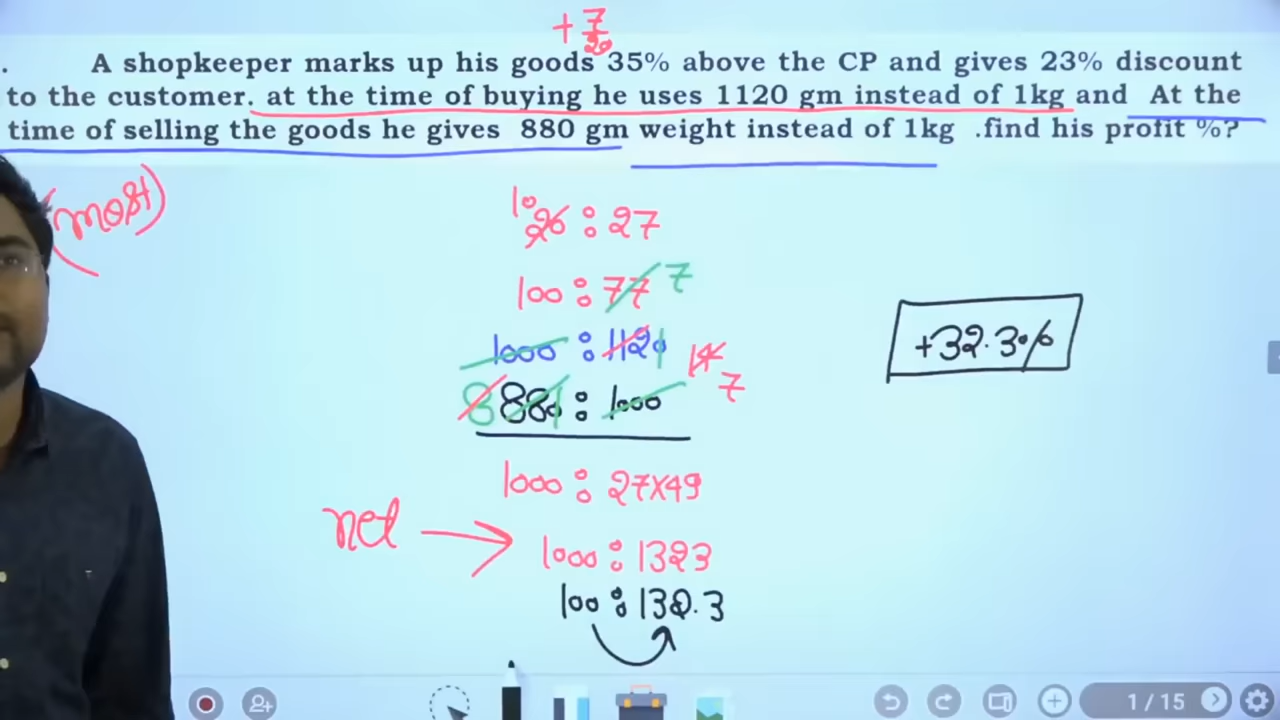 +7/20
. A shopkeeper marks up his goods 35% above the CP and gives 23% discount
to the customer. at the time of buying he uses 1120 gm instead of 1kg and At the
time of selling the goods he gives 880 gm weight instead of 1kg .find his profit %?
(most)
10
20 : 27
100 : 77 7
1000 : 1120 14
7
8 880 : 1000
1000 : 27×49
net → 1000 : 1323
100 : 132.3
+32.3%
1 / 15